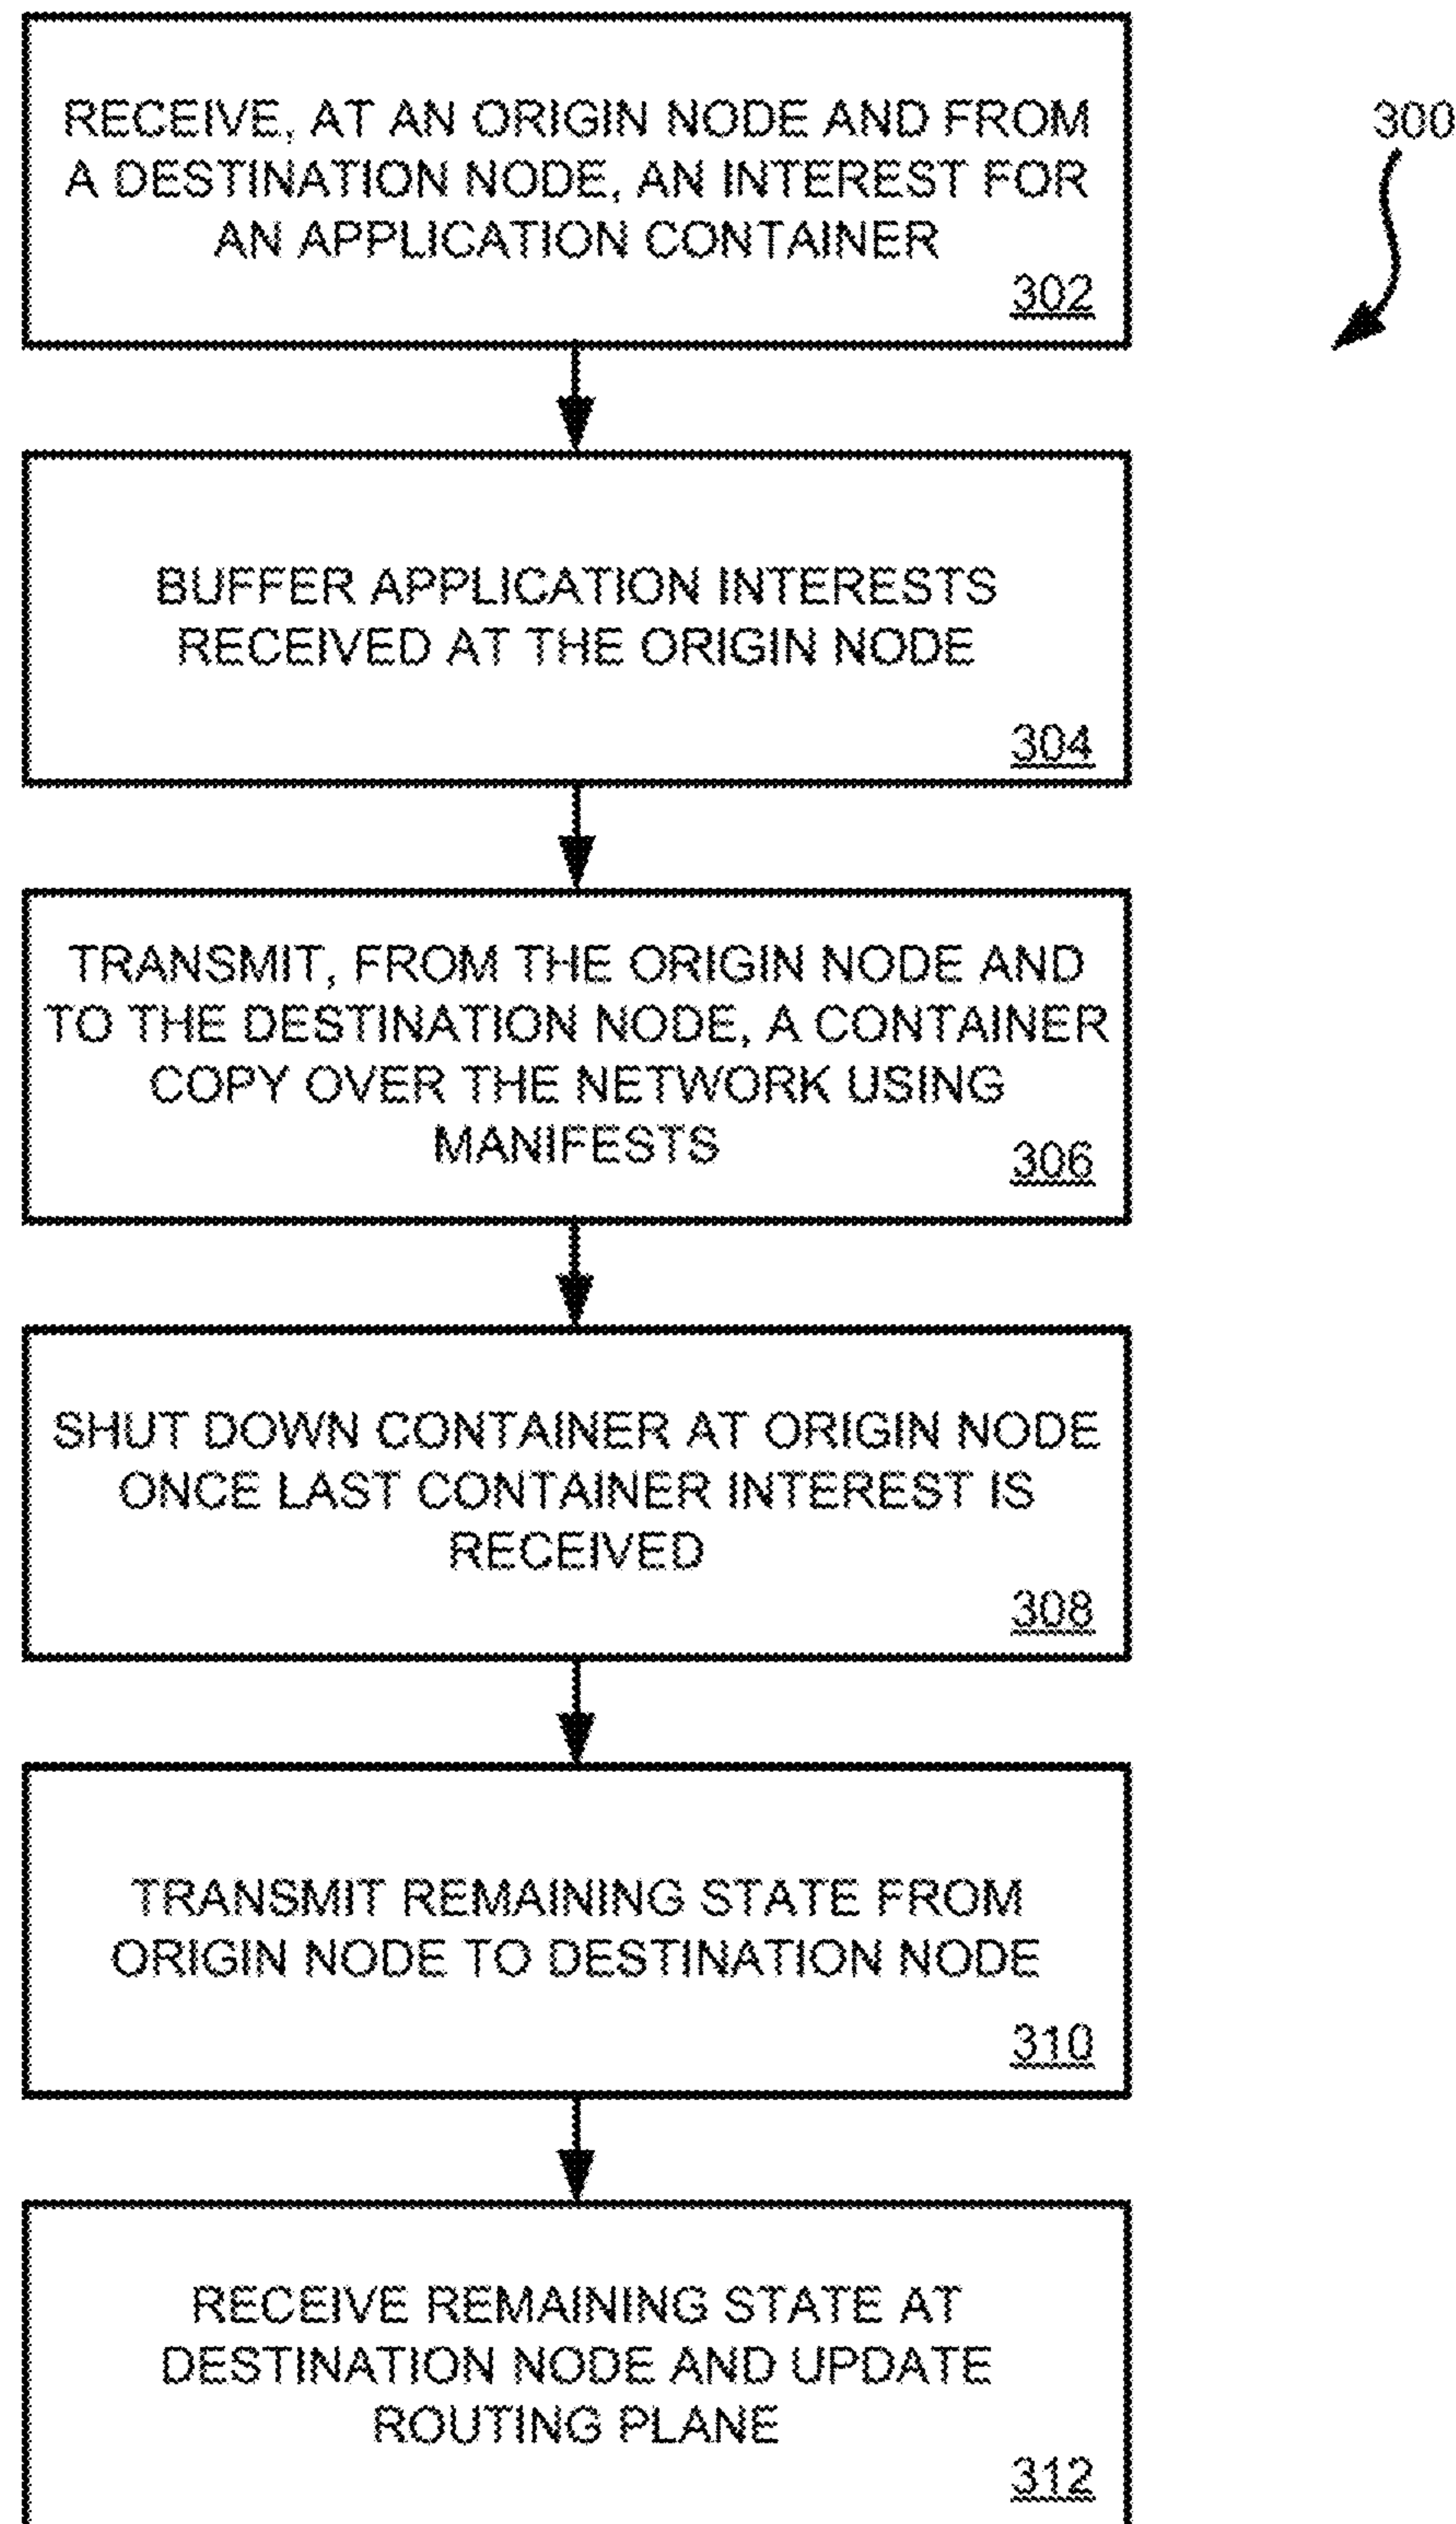 RECEIVE, AT AN ORIGIN NODE AND FROM
A DESTINATION NODE, AN INTEREST FOR
AN APPLICATION CONTAINER
302
300
BUFFER APPLICATION INTERESTS
RECEIVED AT THE ORIGIN NODE
304
TRANSMIT, FROM THE ORIGIN NODE AND
TO THE DESTINATION NODE, A CONTAINER
COPY OVER THE NETWORK USING
MANIFESTS
306
SHUT DOWN CONTAINER AT ORIGIN NODE
ONCE LAST CONTAINER INTEREST IS
RECEIVED
308
TRANSMIT REMAINING STATE FROM
ORIGIN NODE TO DESTINATION NODE
310
RECEIVE REMAINING STATE AT
DESTINATION NODE AND UPDATE
ROUTING PLANE
312